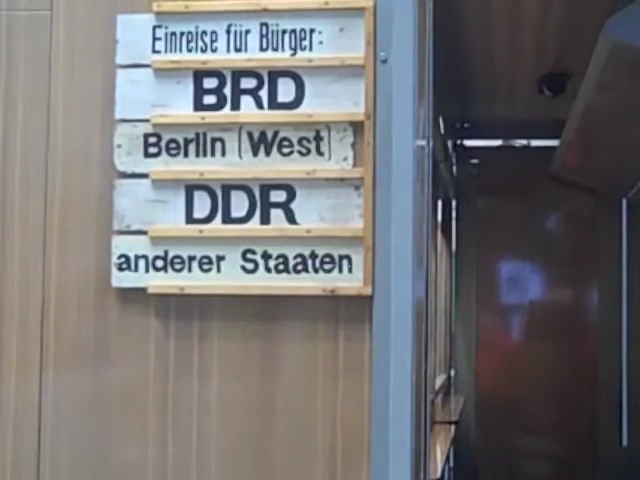 Einreise für Bürger:
BRD
Berlin (West)
DDR
anderer Staaten